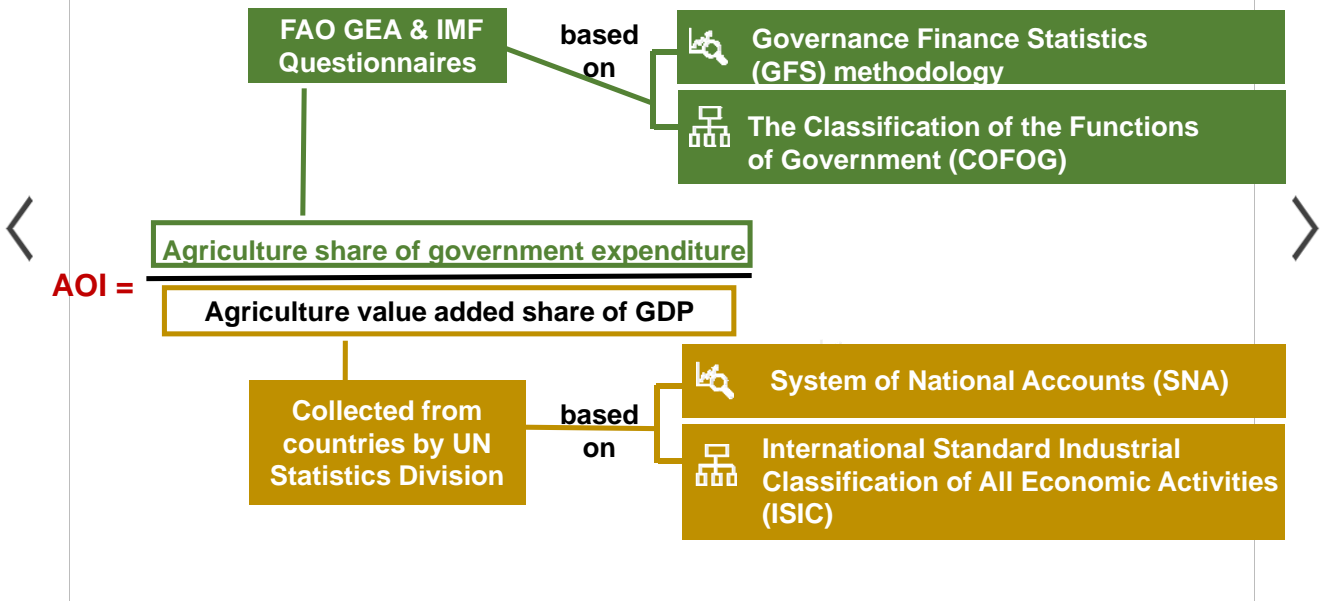 FAO GEA & IMF
Questionnaires
based
on
Governance Finance Statistics
(GFS) methodology
The Classification of the Functions
of Government (COFOG)
Agriculture share of government expenditure
AOI =
Agriculture value added share of GDP
Collected from
countries by UN
Statistics Division
based
on
System of National Accounts (SNA)
International Standard Industrial
Classification of All Economic Activities
(ISIC)